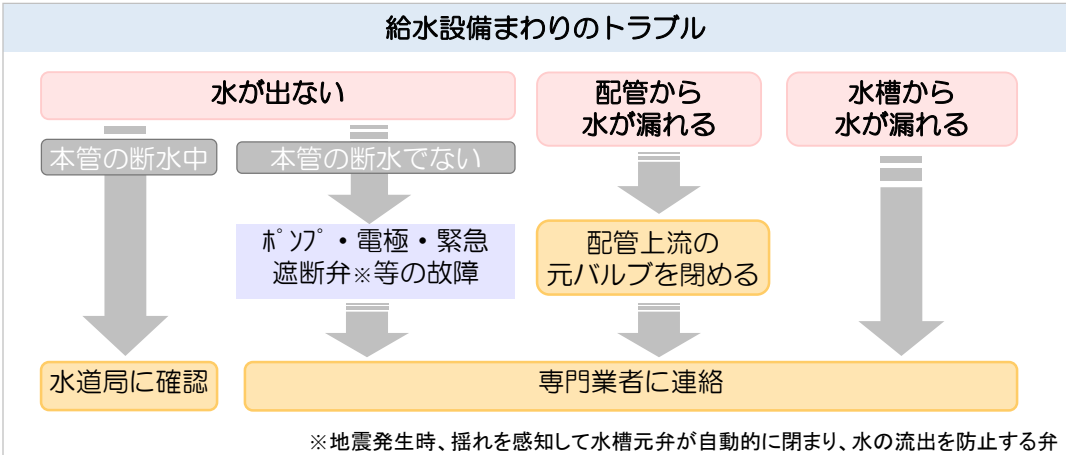 給水設備まわりのトラブル
水が出ない
配管から
水が漏れる
水槽から
水が漏れる
本管の断水中
本管の断水でない
ﾎﾟﾝﾌﾟ・電極・緊急
遮断弁※等の故障
配管上流の
元バルブを閉める
水道局に確認
専門業者に連絡
※地震発生時、揺れを感知して水槽元弁が自動的に閉まり、水の流出を防止する弁